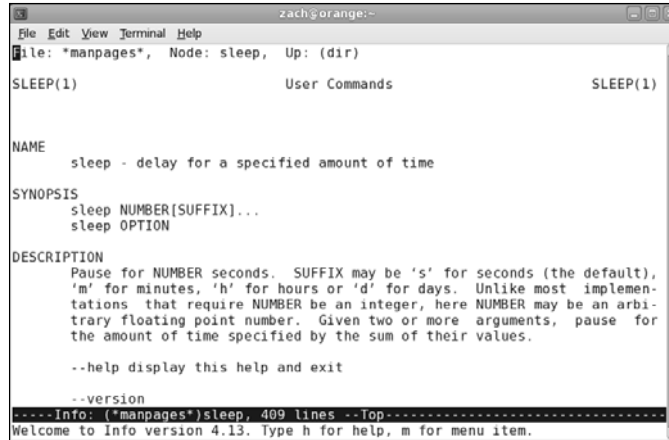 zach@orange:~
File Edit View Terminal Help
File: *manpages*, Node: sleep, Up: (dir)
SLEEP(1) User Commands SLEEP(1)
NAME
sleep - delay for a specified amount of time
SYNOPSIS
sleep NUMBER[SUFFIX]...
sleep OPTION
DESCRIPTION
Pause for NUMBER seconds. SUFFIX may be ‘s’ for seconds (the default),
‘m’ for minutes, ‘h’ for hours or ‘d’ for days. Unlike most implemen-
tations that require NUMBER be an integer, here NUMBER may be an arbi-
trary floating point number. Given two or more arguments, pause for
the amount of time specified by the sum of their values.
--help display this help and exit
--version
-----Info: (*manpages*)sleep, 409 lines --Top---------------------------------
Welcome to Info version 4.13. Type h for help, m for menu item.